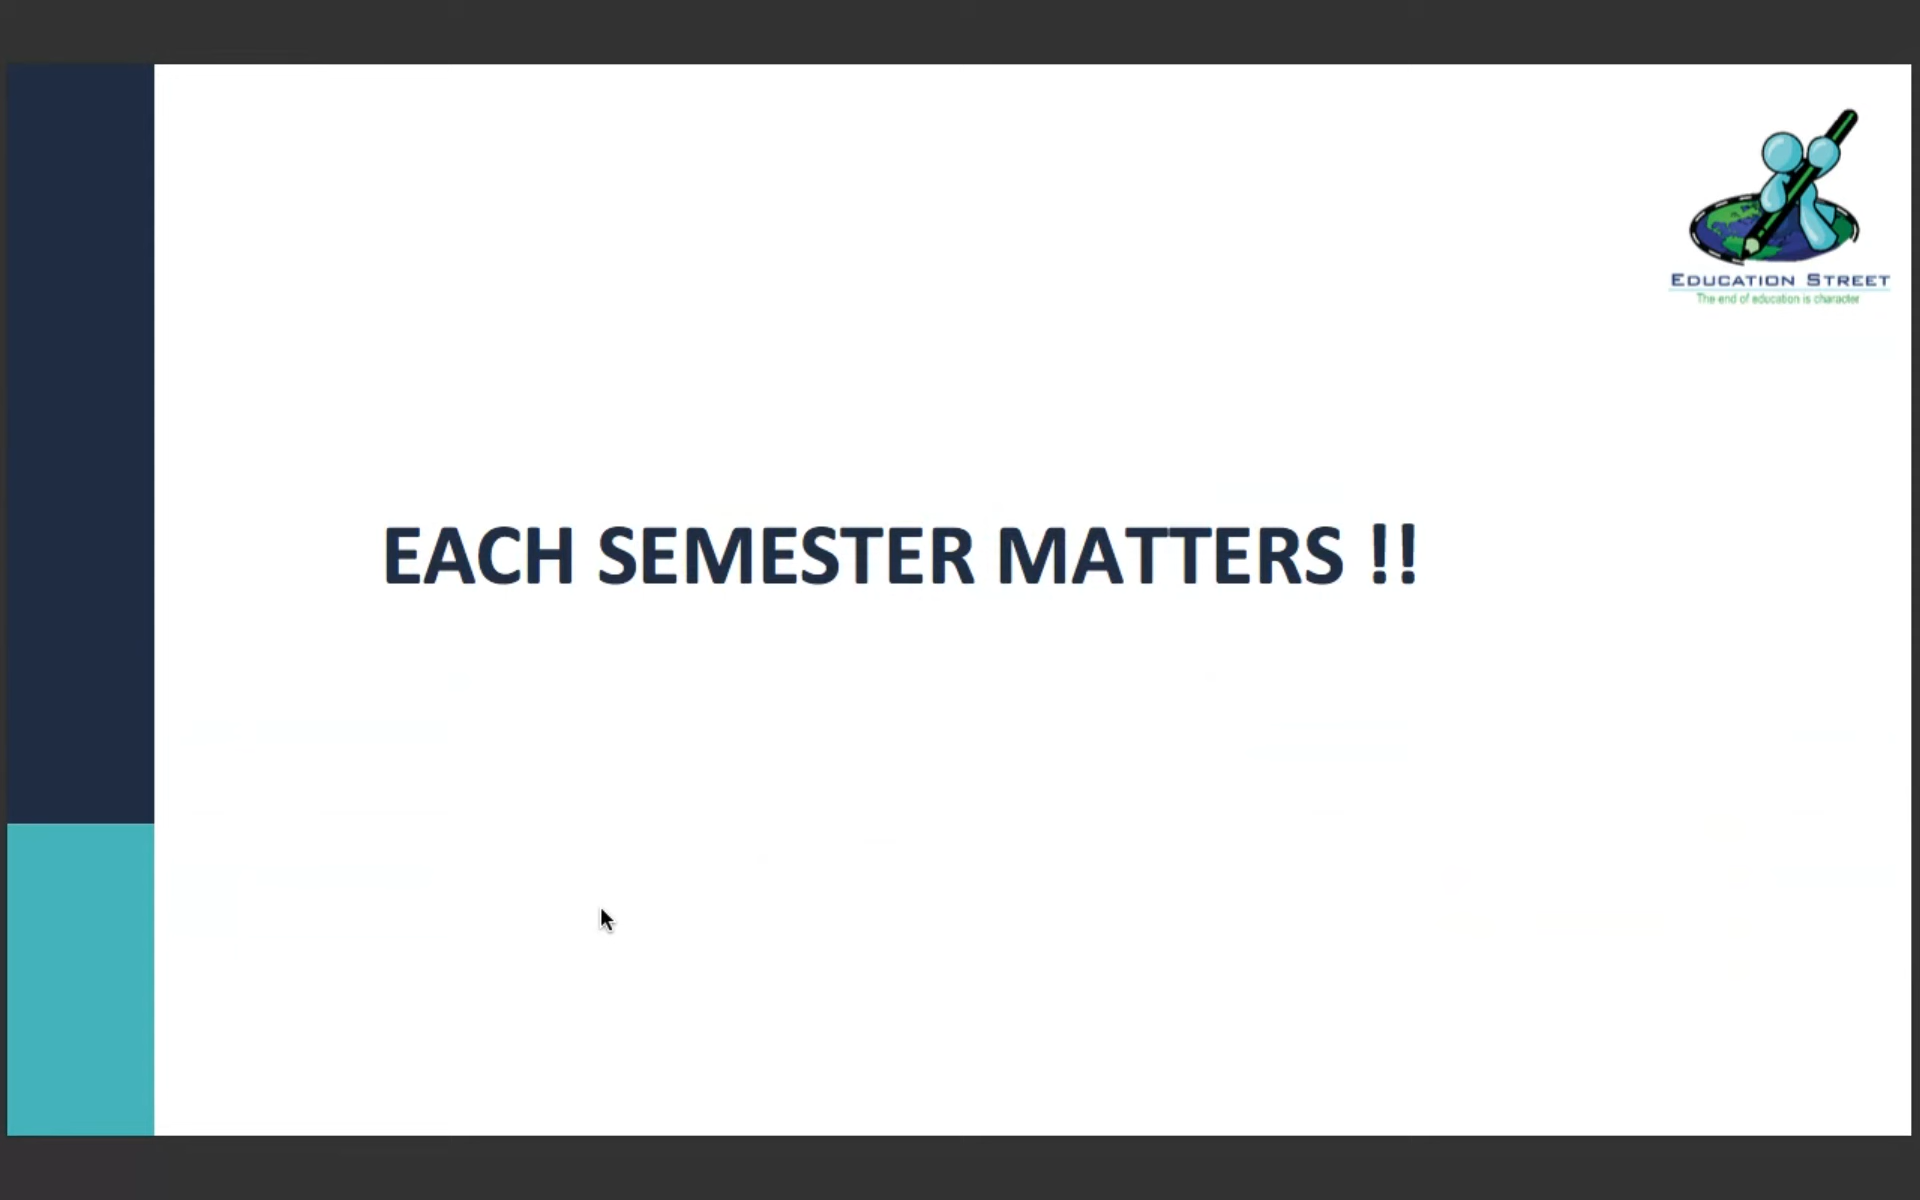 EDUCATION STREET
The end of education is character
EACH SEMESTER MATTERS !!